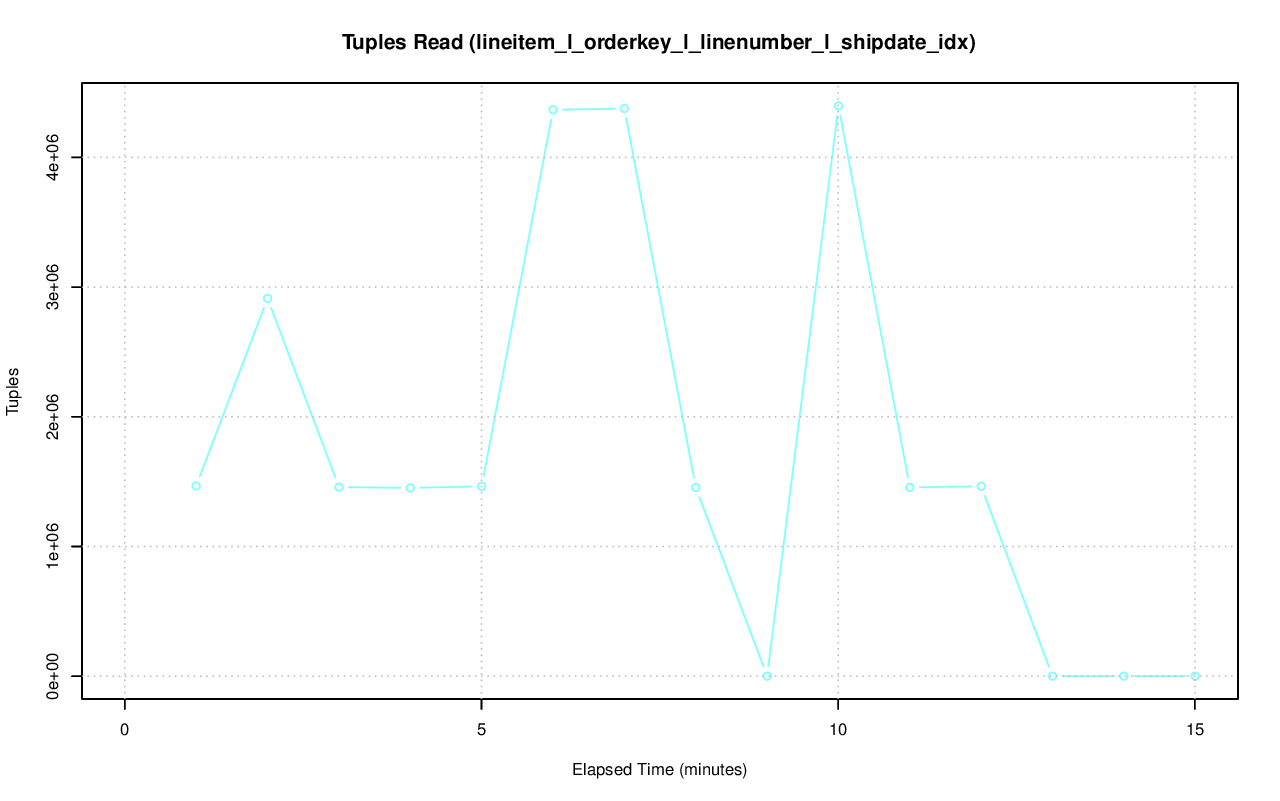 Tuples Read (lineitem_l_orderkey_l_linenumber_l_shipdate_idx)
Tuples
4e+06
3e+06
2e+06
1e+06
0e+00
0 5 10 15
Elapsed Time (minutes)